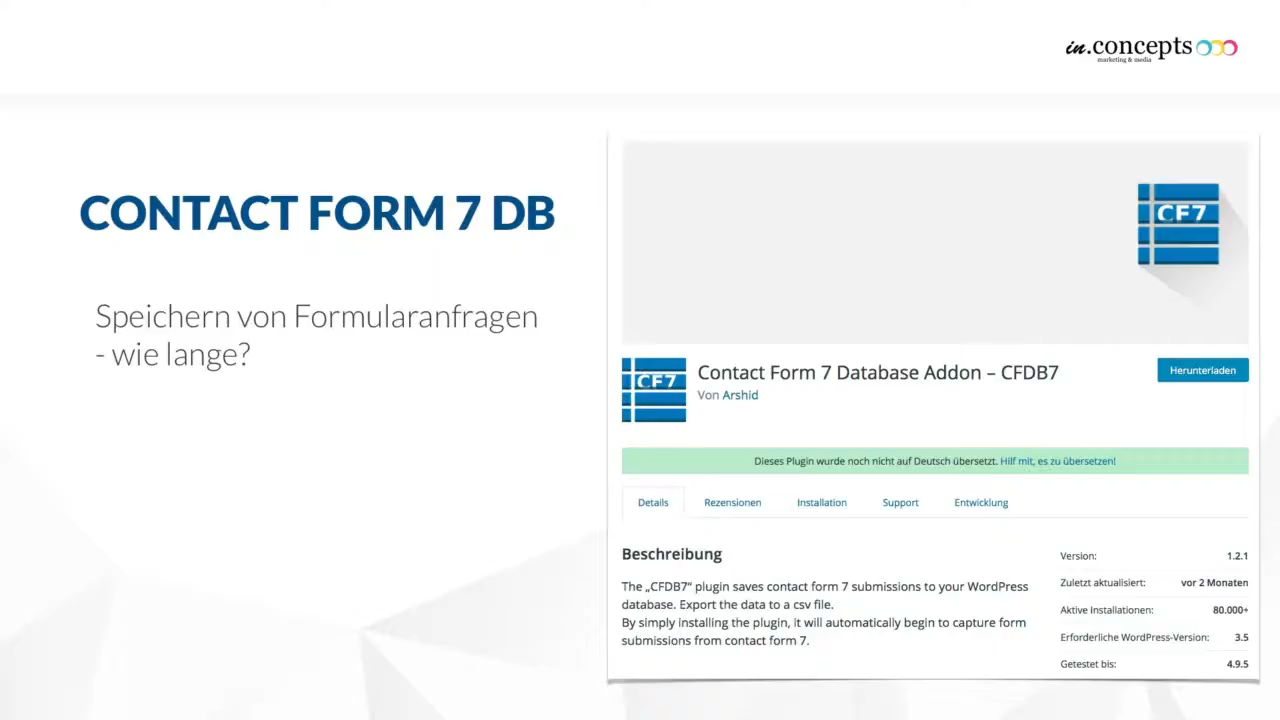 in.concepts
marketing & media
CONTACT FORM 7 DB
Speichern von Formularanfragen
- wie lange?
CF7
CF7
Contact Form 7 Database Addon – CFDB7
Von Arshid
Herunterladen
Dieses Plugin wurde noch nicht auf Deutsch übersetzt. Hilf mit, es zu übersetzen!
Details Rezensionen Installation Support Entwicklung
Beschreibung
The „CFDB7“ plugin saves contact form 7 submissions to your WordPress
database. Export the data to a csv file.
By simply installing the plugin, it will automatically begin to capture form
submissions from contact form 7.
Version: 1.2.1
Zuletzt aktualisiert: vor 2 Monaten
Aktive Installationen: 80.000+
Erforderliche WordPress-Version: 3.5
Getestet bis: 4.9.5